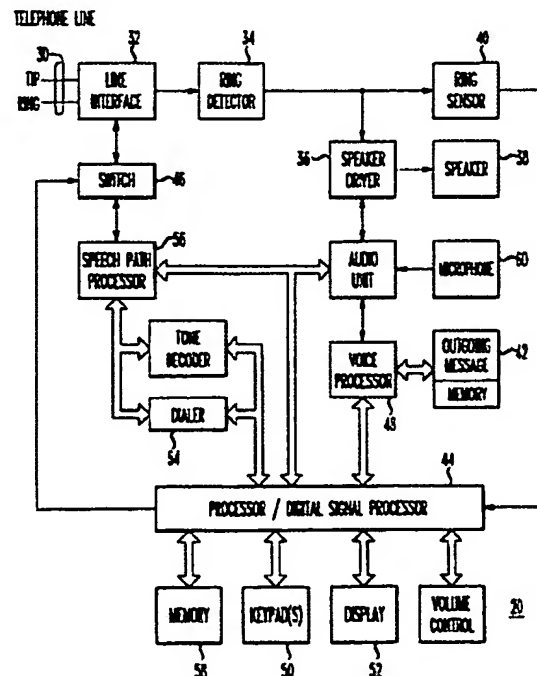 TELEPHONE LINE
30
TIP
RING
32
LINE
INTERFACE
34
RING
DETECTOR
40
RING
SENSOR
36
SPEAKER
DRYER
38
SPEAKER
SWITCH
46
56
SPEECH PATH
PROCESSOR
AUDIO
UNIT
MICROPHONE
60
TONE
DECODER
VOICE
PROCESSOR
48
OUTGOING
MESSAGE
MEMORY
42
DIALER
54
44
PROCESSOR / DIGITAL SIGNAL PROCESSOR
MEMORY
58
KEYPAD(S)
50
DISPLAY
52
VOLUME
CONTROL
20